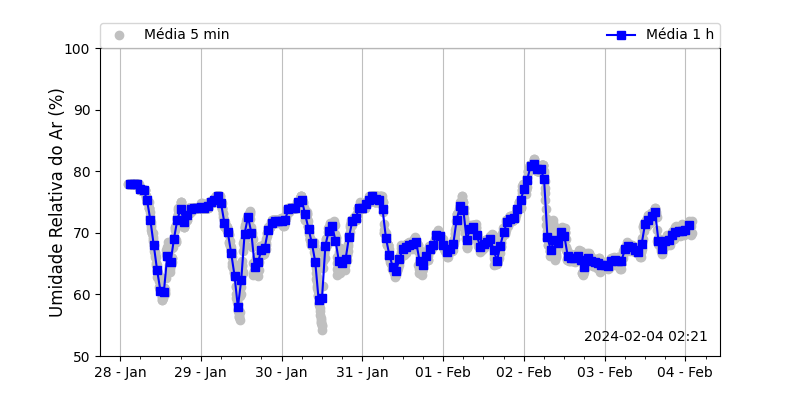 Média 5 min
Média 1 h
Umidade Relativa do Ar (%)
100
90
80
70
60
50
2024-02-04 02:21
28 - Jan
29 - Jan
30 - Jan
31 - Jan
01 - Feb
02 - Feb
03 - Feb
04 - Feb